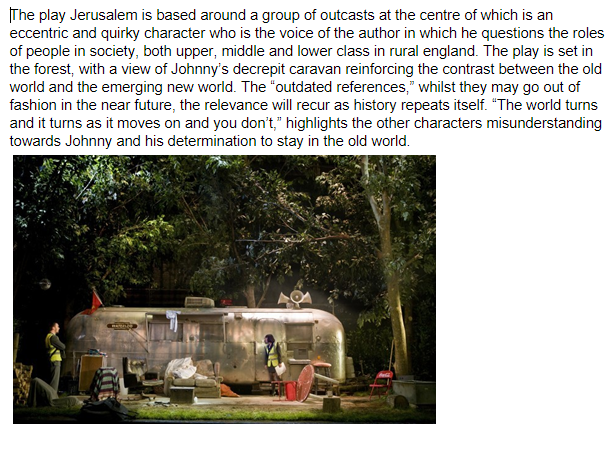 The play Jerusalem is based around a group of outcasts at the centre of which is an
eccentric and quirky character who is the voice of the author in which he questions the roles
of people in society, both upper, middle and lower class in rural england. The play is set in
the forest, with a view of Johnny’s decrepit caravan reinforcing the contrast between the old
world and the emerging new world. The “outdated references,” whilst they may go out of
fashion in the near future, the relevance will recur as history repeats itself. “The world turns
and it turns as it moves on and you don’t,” highlights the other characters misunderstanding
towards Johnny and his determination to stay in the old world.